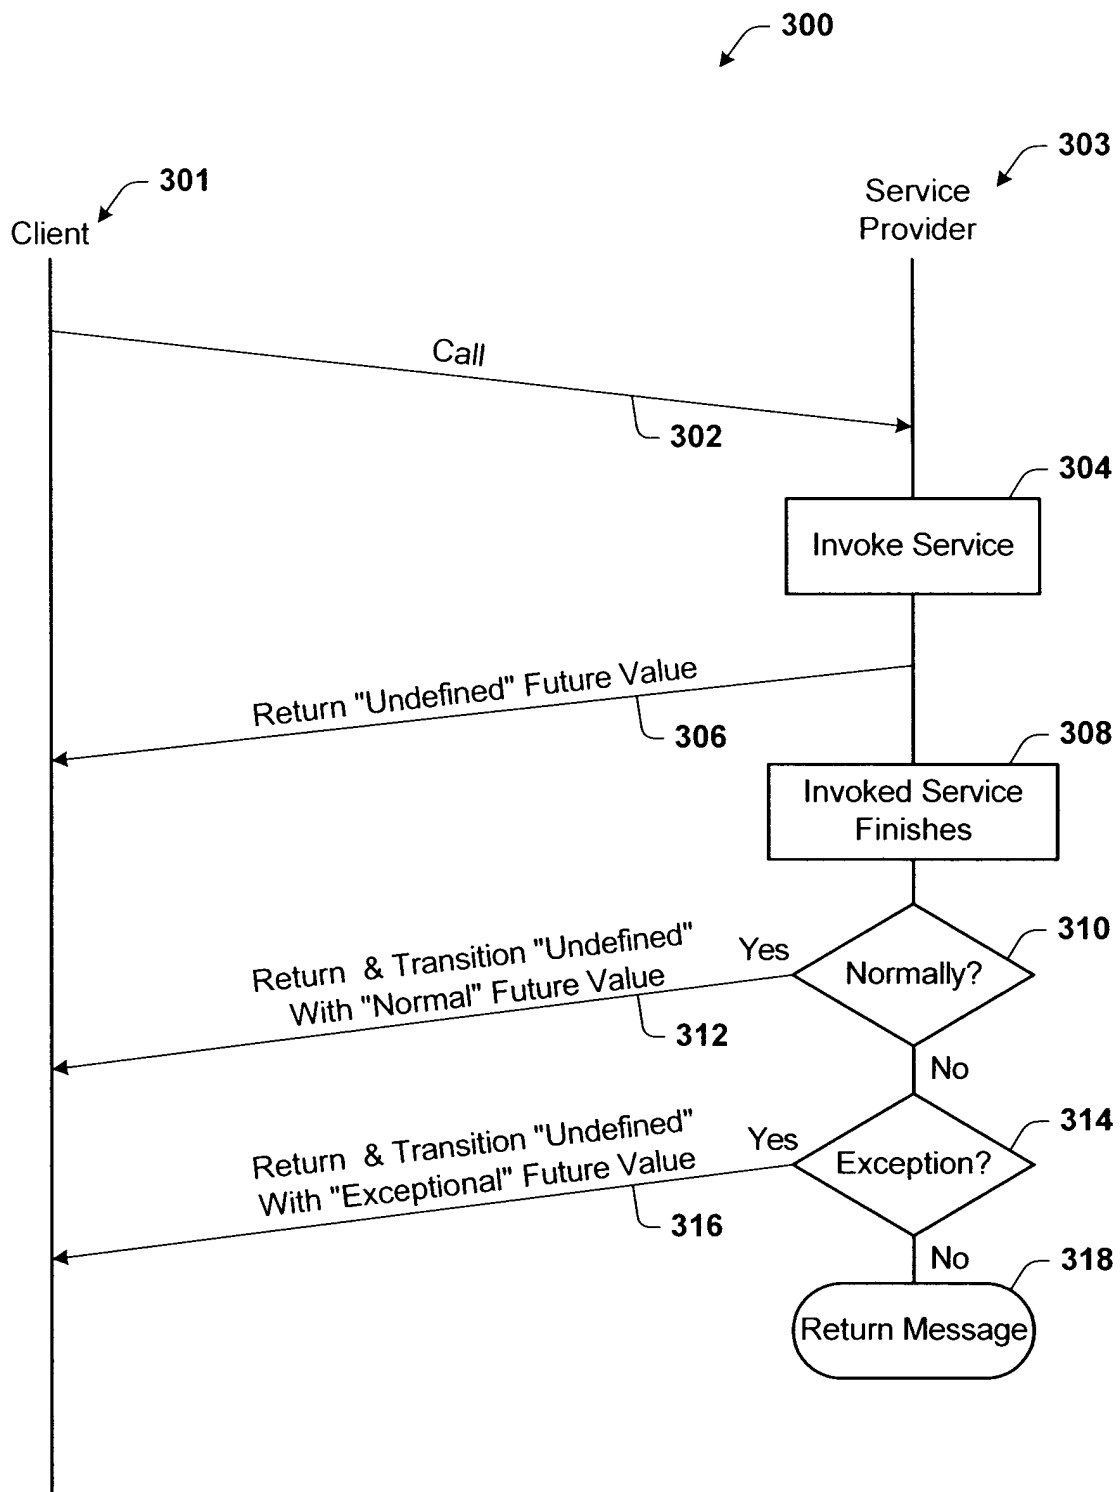 300
303
301
Service
Provider
Client
Call
302
304
Invoke Service
Return "Undefined" Future Value
306
308
Invoked Service
Finishes
310
Yes
Normally?
Return & Transition "Undefined"
With "Normal" Future Value
312
No
314
Yes
Exception?
Return & Transition "Undefined"
With "Exceptional" Future Value
316
No
318
Return Message